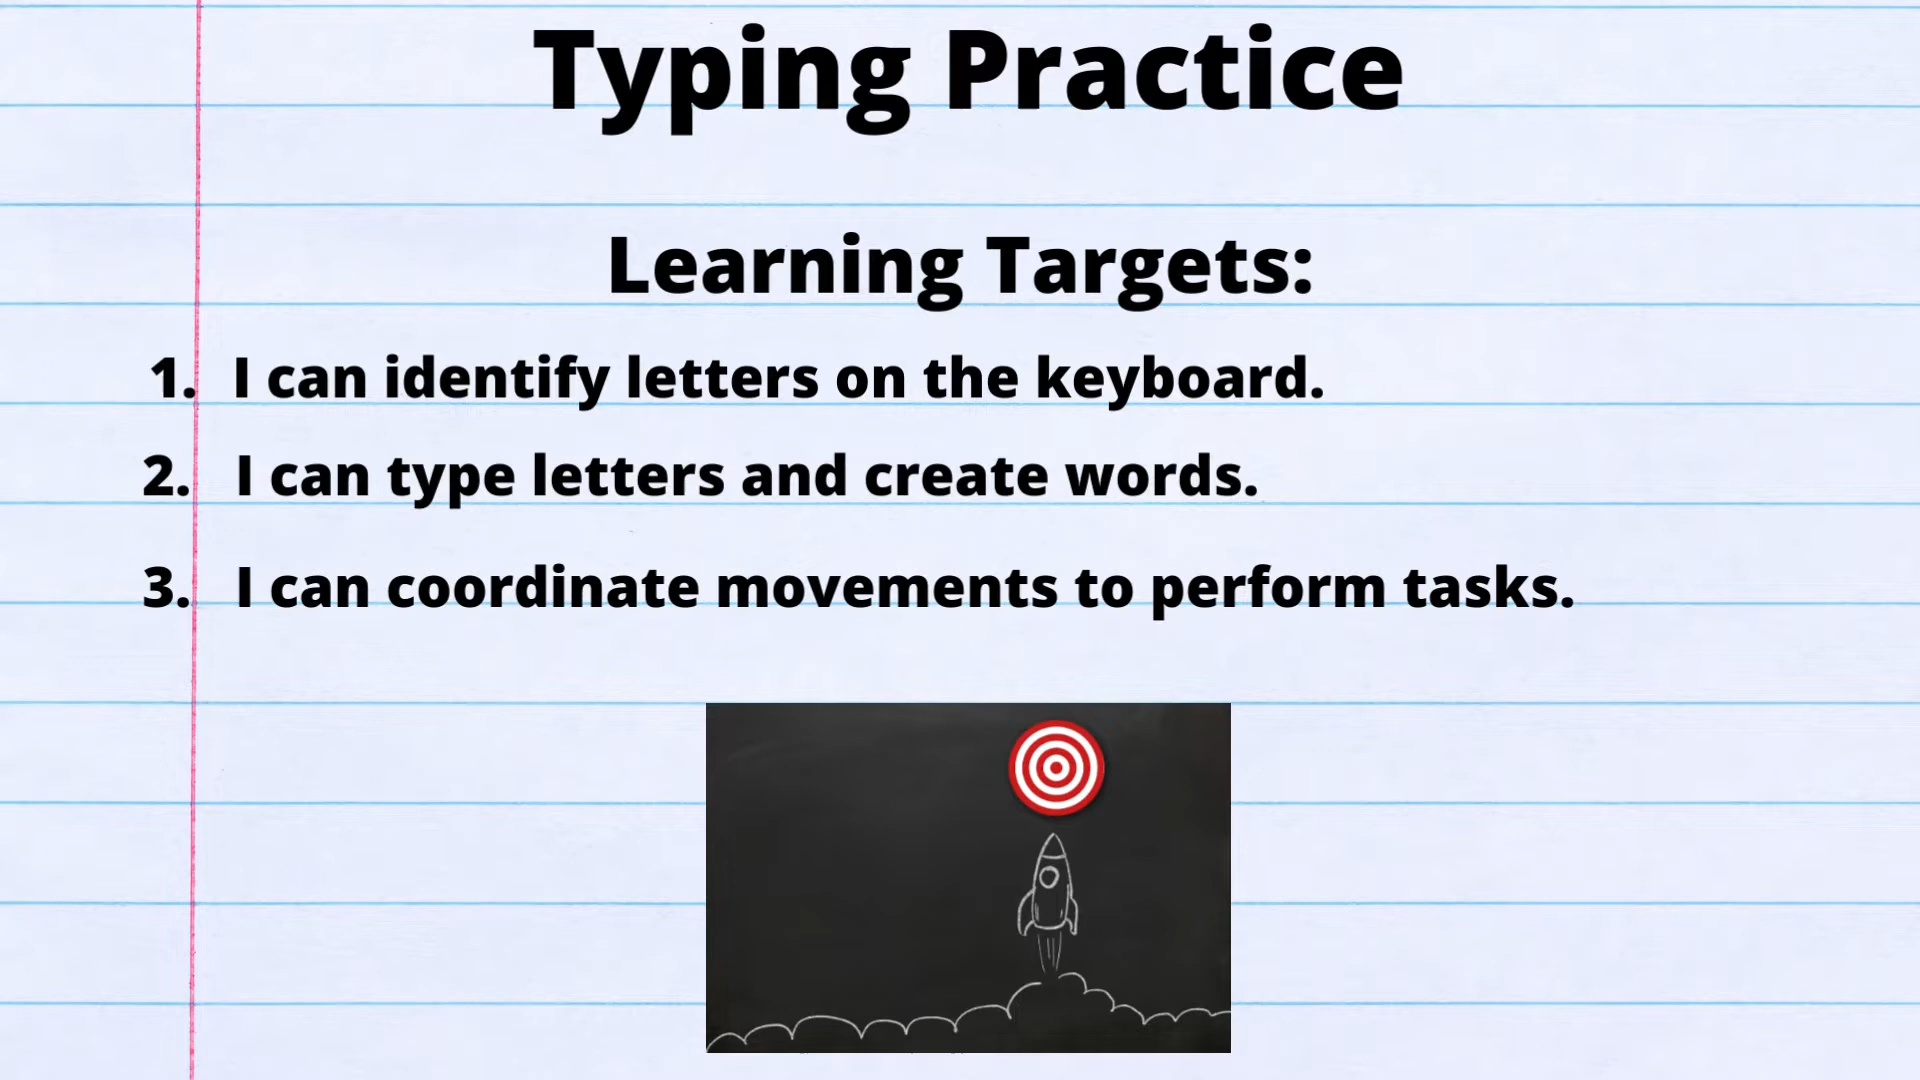 Typing Practice
Learning Targets:
1. I can identify letters on the keyboard.
2. I can type letters and create words.
3. I can coordinate movements to perform tasks.